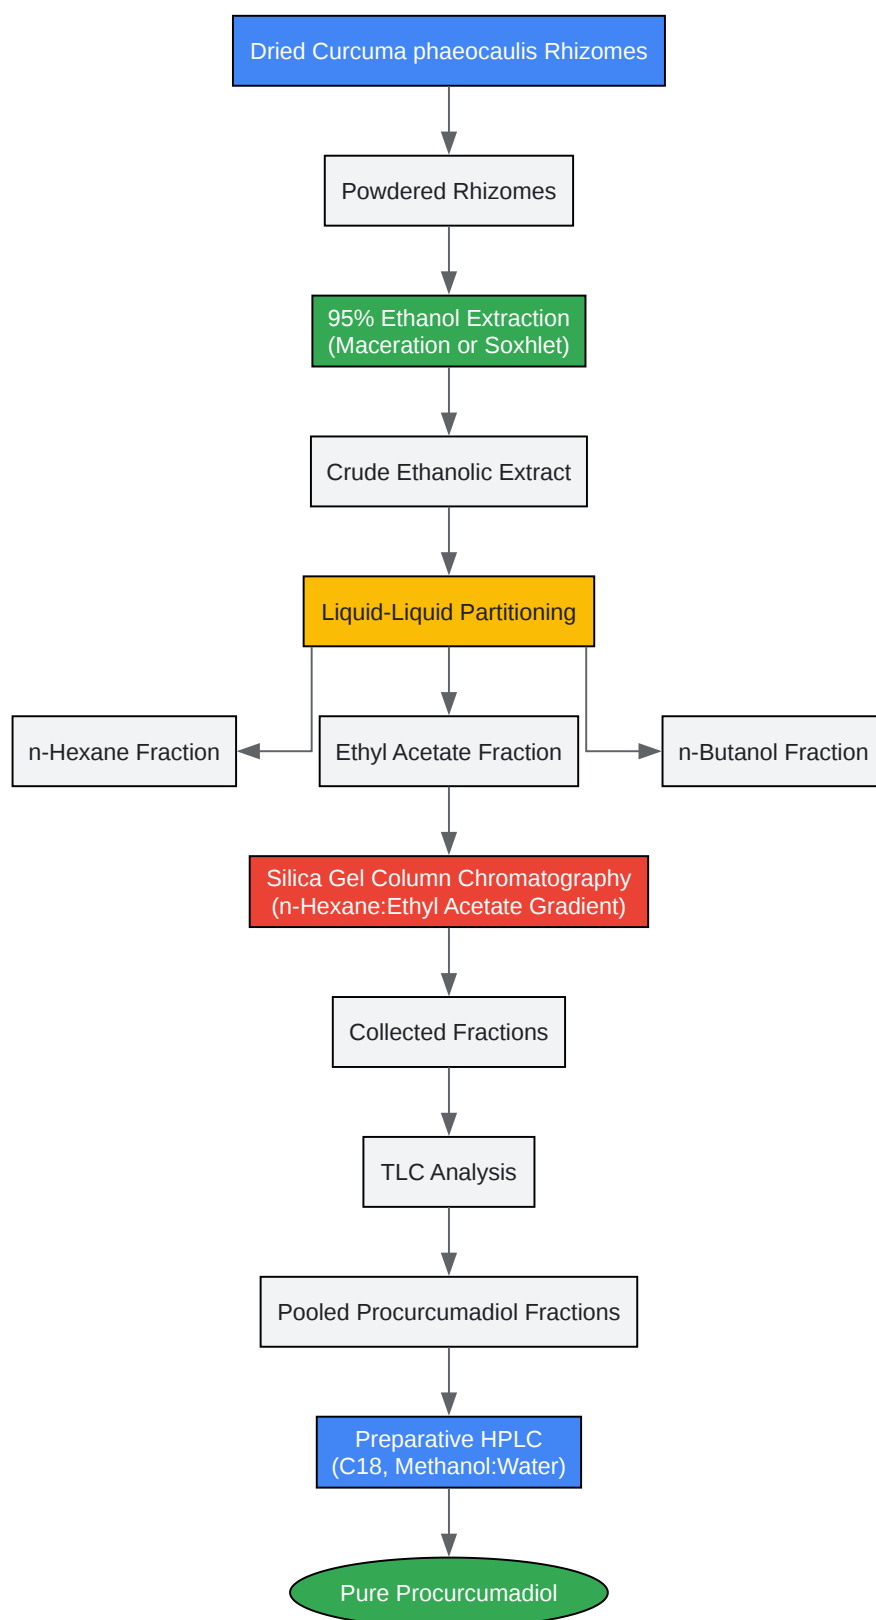 Dried Curcuma phaeocaulis Rhizomes
Powdered Rhizomes
95% Ethanol Extraction
(Maceration or Soxhlet)
Crude Ethanolic Extract
Liquid-Liquid Partitioning
n-Hexane Fraction
Ethyl Acetate Fraction
n-Butanol Fraction
Silica Gel Column Chromatography
(n-Hexane:Ethyl Acetate Gradient)
Collected Fractions
TLC Analysis
Pooled Procurcumadiol Fractions
Preparative HPLC
(C18, Methanol:Water)
Pure Procurcumadiol